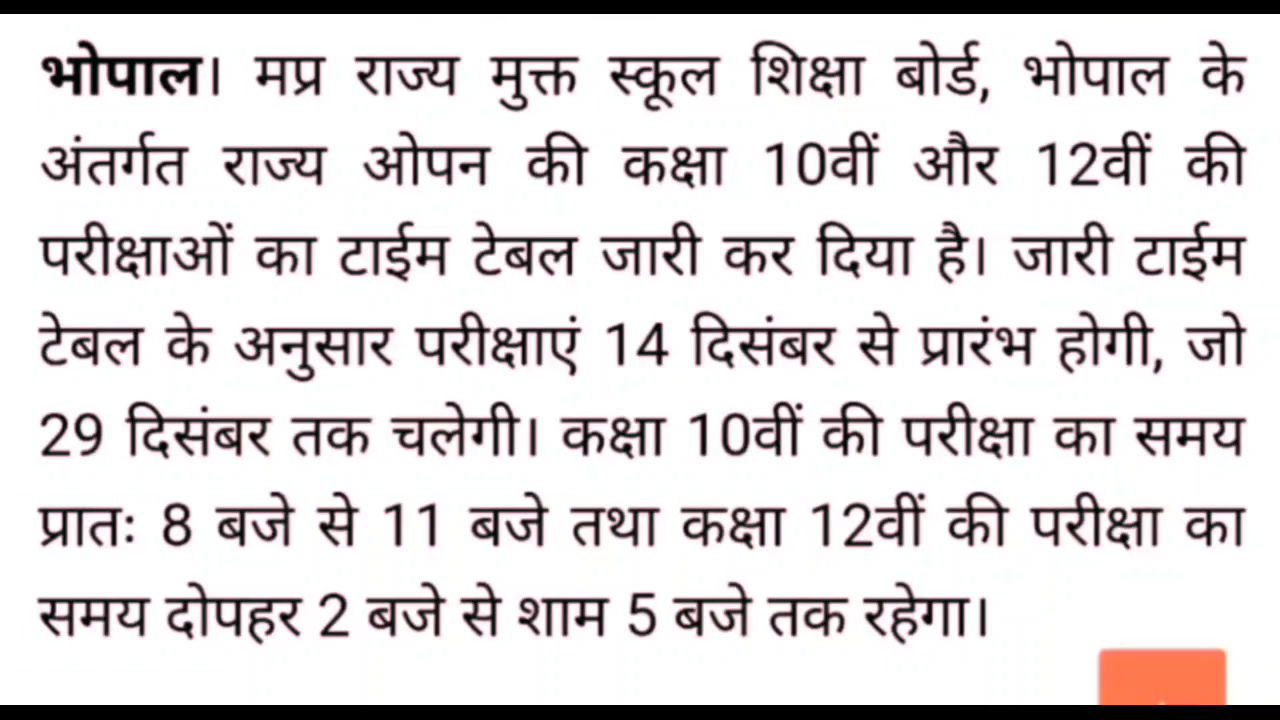 भोपाल। मप्र राज्य मुक्त स्कूल शिक्षा बोर्ड, भोपाल के
अंतर्गत राज्य ओपन की कक्षा 10वीं और 12वीं की
परीक्षाओं का टाईम टेबल जारी कर दिया है। जारी टाईम
टेबल के अनुसार परीक्षाएं 14 दिसंबर से प्रारंभ होगी, जो
29 दिसंबर तक चलेगी। कक्षा 10वीं की परीक्षा का समय
प्रातः 8 बजे से 11 बजे तथा कक्षा 12वीं की परीक्षा का
समय दोपहर 2 बजे से शाम 5 बजे तक रहेगा।